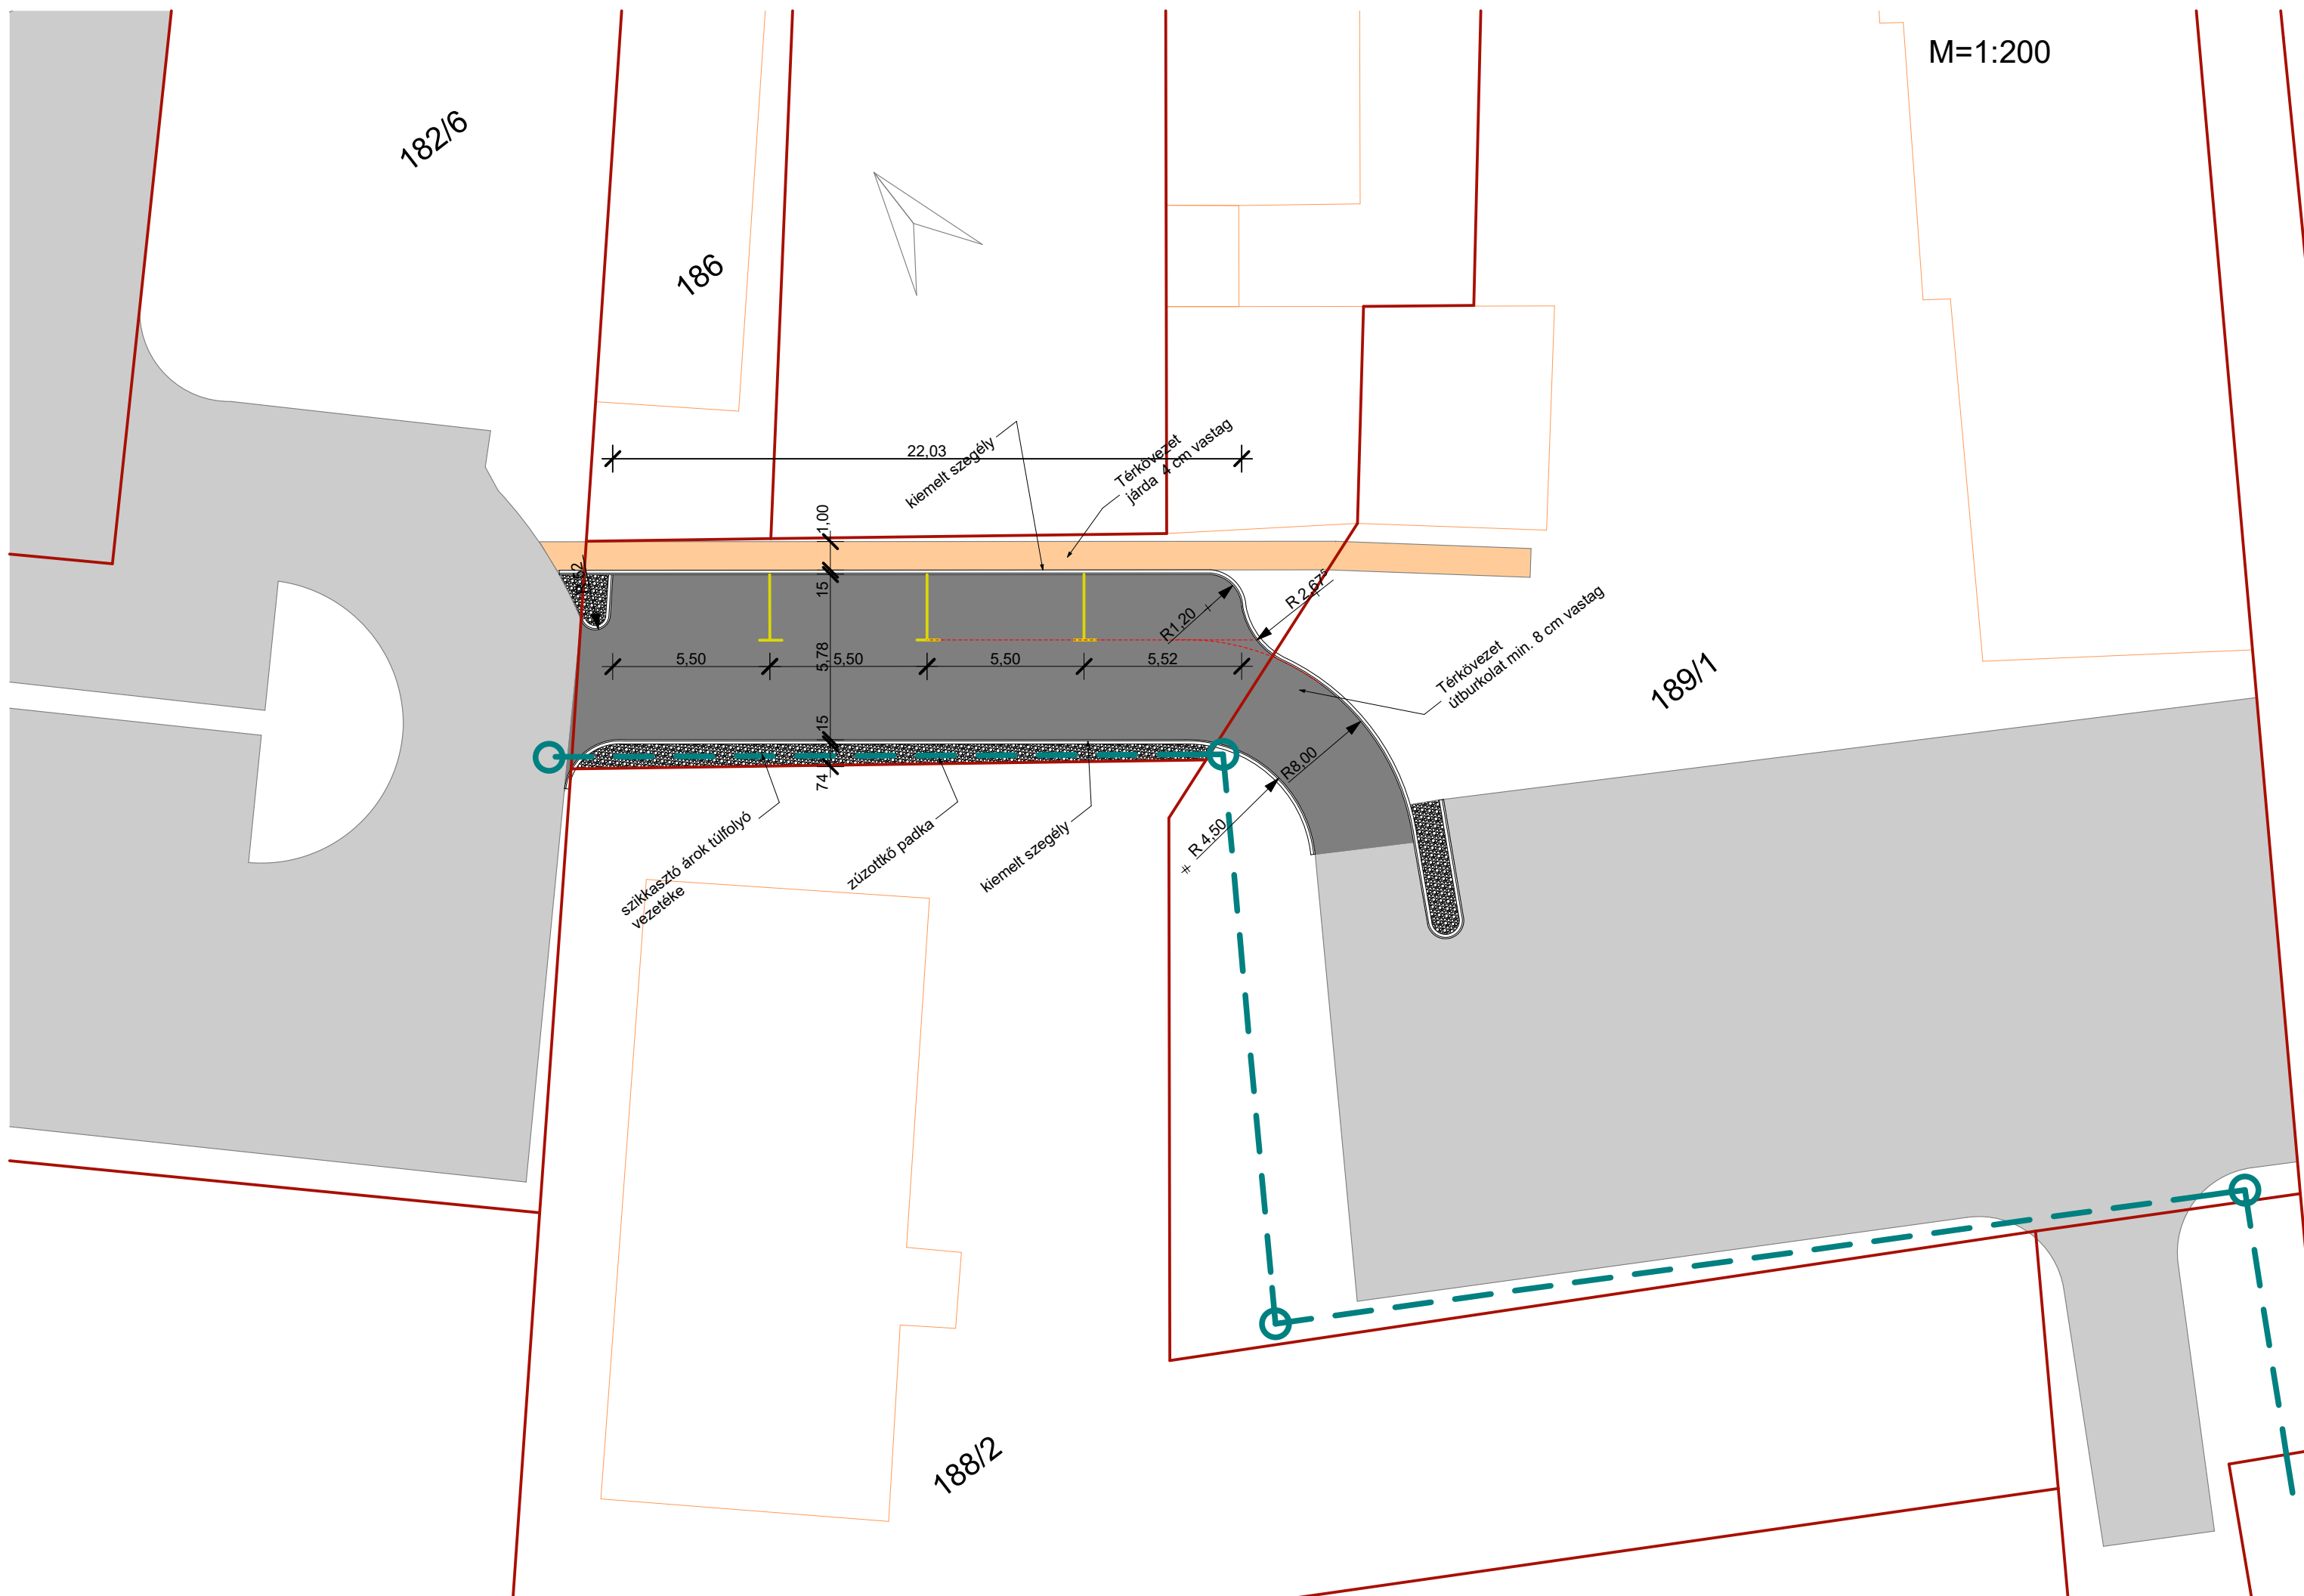 M=1:200
182/6
186
22,03
kiemelt szegély
Térkövezet
járda  4 cm vastag
1,00
15
R1,20
R 2,67⁵
5,50
5,50
5,50
5,52
5,78
Térkövezet
útburkolat min. 8 cm vastag
189/1
15
74
R8,00
R 4,50
szikkasztó árok túlfolyó
vezetéke
zúzottkő padka
kiemelt szegély
188/2